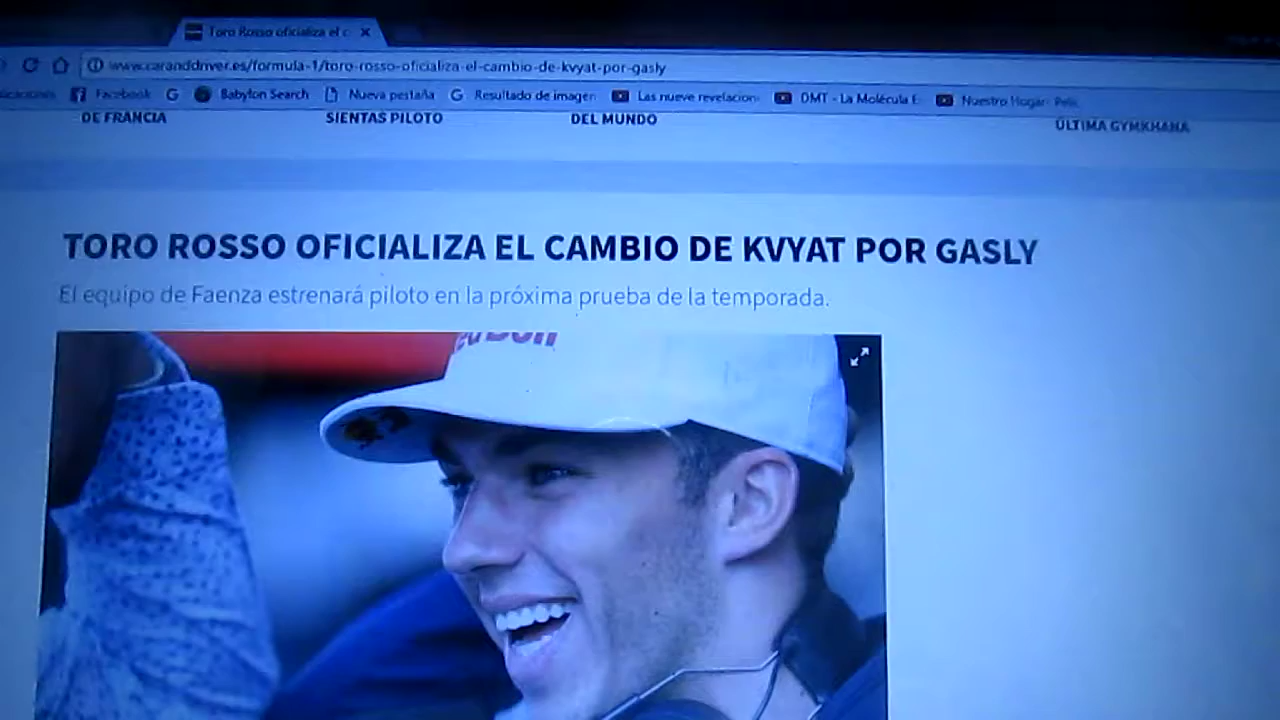 Toro Rosso oficializa el c
www.caranddriver.es/formula-1/toro-rosso-oficializa-el-cambio-de-kvyat-por-gasly
Facebook G Babylon Search Nueva pestaña G Resultado de imagen Las nueve revelacion DMT - La Molécula E Nuestro Hogar- Pelic
DE FRANCIA SIENTAS PILOTO DEL MUNDO ÚLTIMA GYMKHANA
TORO ROSSO OFICIALIZA EL CAMBIO DE KVYAT POR GASLY
El equipo de Faenza estrenará piloto en la próxima prueba de la temporada.